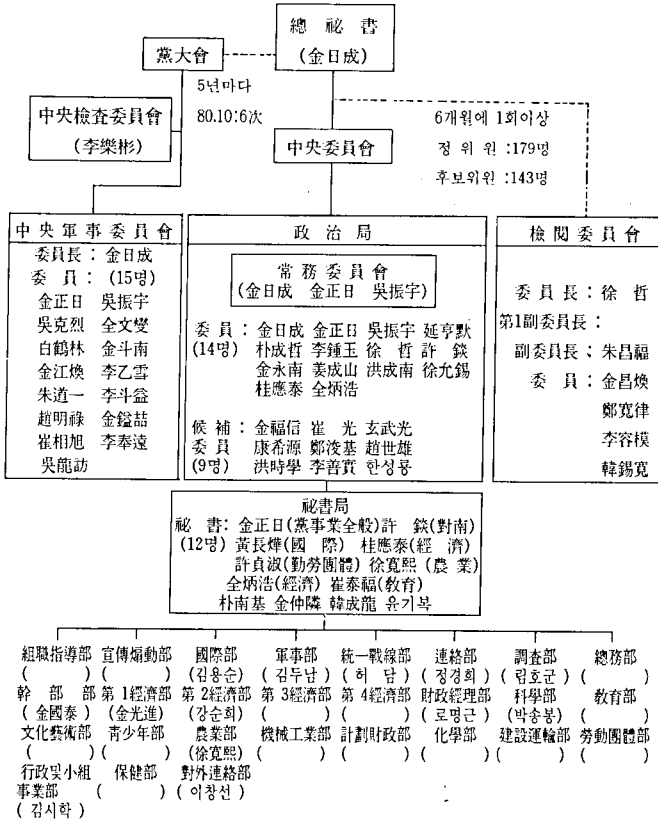 總 祕 書
(金日成)
黨大會
5년마다
80.10:6次
中央檢査委員會
(李樂彬)
中央委員會
6개월에 1회이상
정 위 원 :179명
후보위원 :143명
中央軍事委員會
委員長 : 金日成
委 員 : (15명)
金正日 吳振宇
吳克烈 全文燮
白鶴林 金斗南
金江煥 李乙雪
朱道一 李斗益
趙明祿 金鎰喆
崔相旭 李奉遠
吳龍訪
政 治 局
常 務 委 員 會
(金日成 金正日 吳振宇)
委 員 : 金日成 金正日 吳振宇 延亨默
(14명) 朴成哲 李鍾玉 徐 哲 許 錟
金永南 姜成山 洪成南 徐允錫
桂應泰 全炳浩
候 補 : 金福信 崔 光 玄武光
委 員 康希源 鄭浚基 趙世雄
(9명) 洪時學 李善實 한성룡
檢 閱 委 員 會
委 員 長 : 徐 哲
第1副委員長 :
副委員長 : 朱昌福
委 員 : 金昌煥
鄭寬律
李容模
韓錫寬
祕書局
祕 書 : 金正日(黨事業全般)許 錟(對南)
(12명) 黃長燁(國 際) 桂應泰(經 濟)
許貞淑(勤勞團體) 徐寬熙 (農 業)
全炳浩(經濟) 崔泰福(敎育)
朴南基 金仲隣 韓成龍 윤기복
組織指導部 宣傳煽動部 國際部 軍事部 統一戰線部 連絡部 調査部 總務部
( ) ( ) (김용순) (김두남) (허 담) (정경희) (림호군) ( )
幹 部 部 第1經濟部 第2經濟部 第3經濟部 第4經濟部 財政經理部 科學部 敎育部
(金國泰) (金光進) (강순희) ( ) ( ) (로명근) (박송봉) ( )
文化藝術部 靑少年部 農業部 機械工業部 計劃財政部 化學部 建設運輸部 勞動團體部
( ) ( ) (徐寬熙) ( ) ( ) ( ) ( ) ( )
行政및小組 保健部 對外連絡部
事業部 ( ) (이창선)
(김시학)